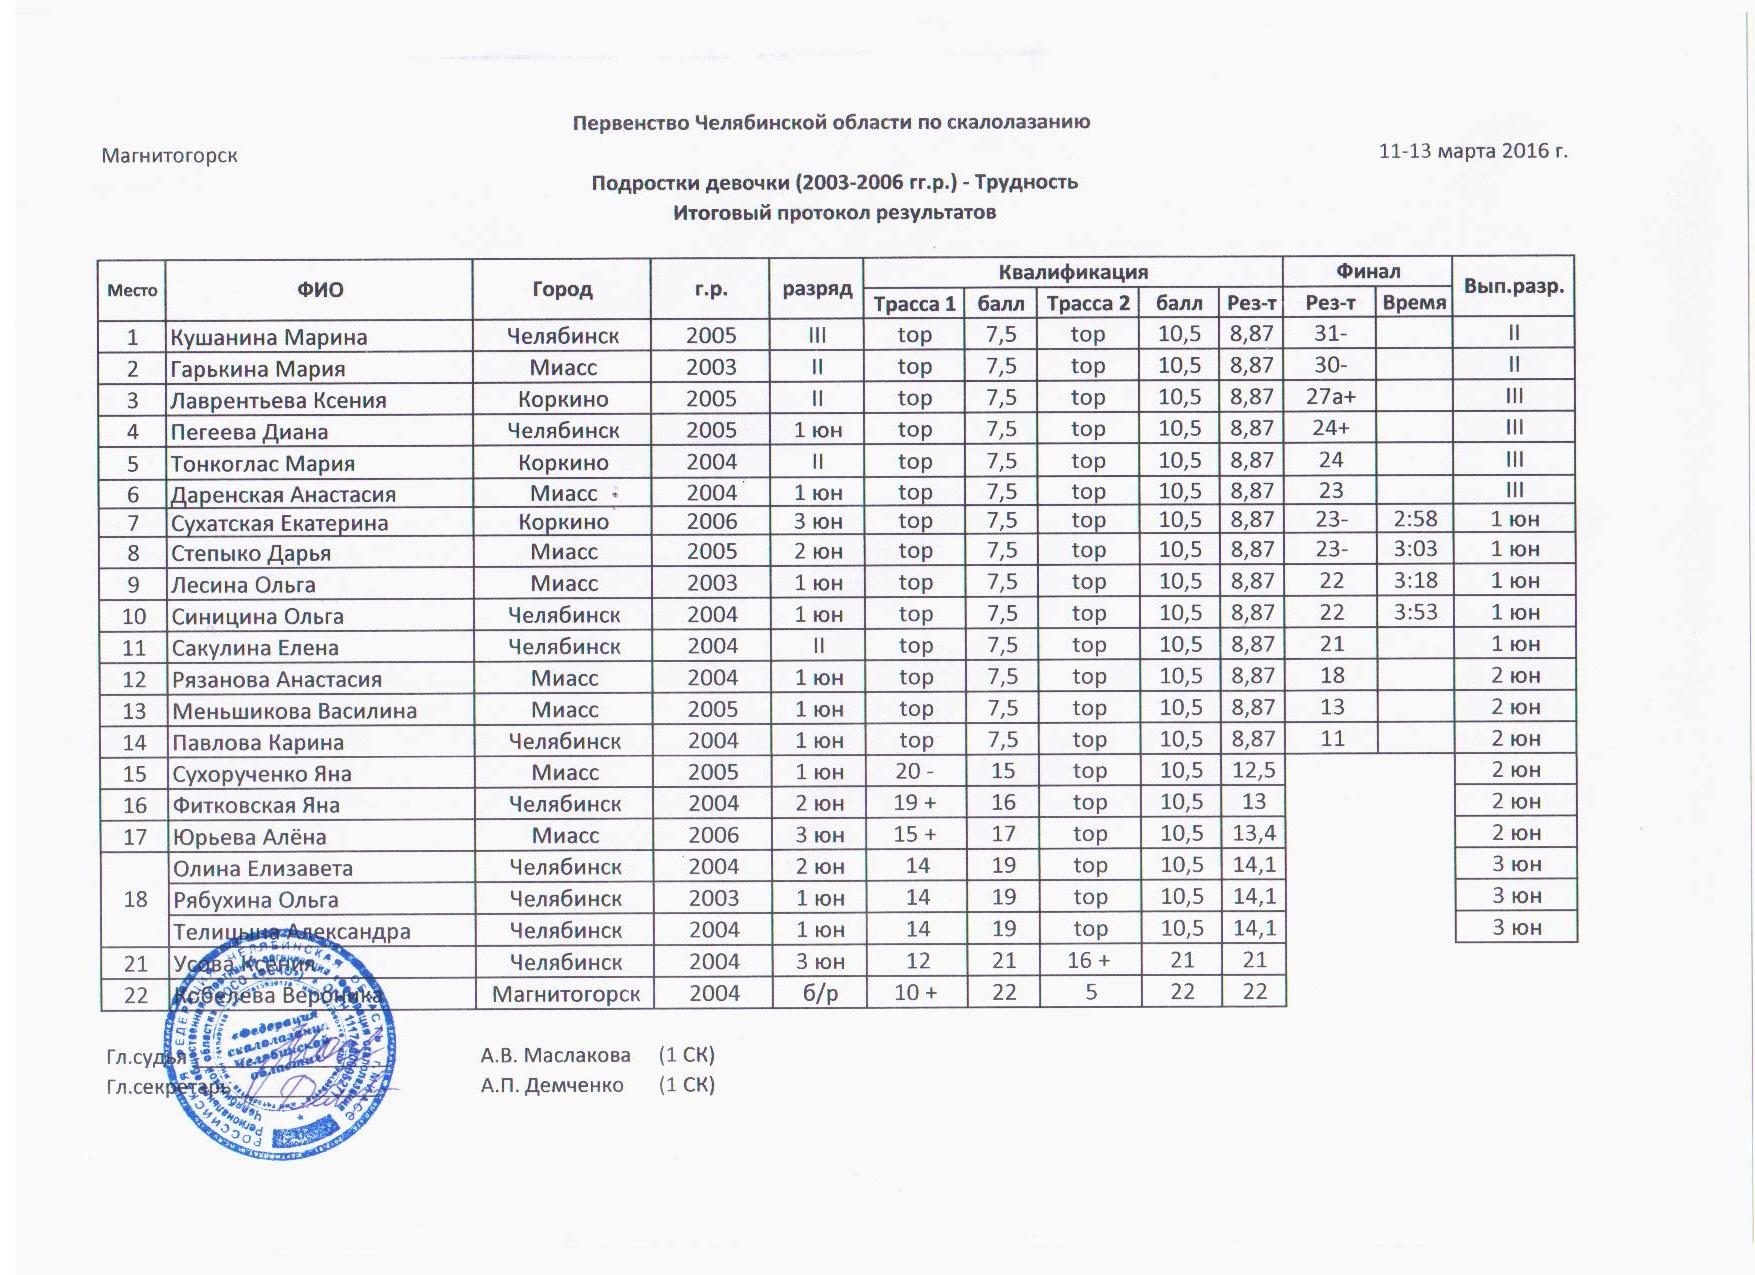 Первенство Челябинской области по скалолазанию
Магнитогорск 11-13 марта 2016 г.
Подростки девочки (2003-2006 гг.р.) - Трудность
Итоговый протокол результатов
Место ФИО Город г.р. разряд Квалификация Финал Вып.разр.
Трасса 1 балл Трасса 2 балл Рез-т Рез-т Время
1 Кушанина Марина Челябинск 2005 III top 7,5 top 10,5 8,87 31- II
2 Гарькина Мария Миасс 2003 II top 7,5 top 10,5 8,87 30- II
3 Лаврентьева Ксения Коркино 2005 II top 7,5 top 10,5 8,87 27а+ III
4 Пегеева Диана Челябинск 2005 1 юн top 7,5 top 10,5 8,87 24+ III
5 Тонкоглас Мария Коркино 2004 II top 7,5 top 10,5 8,87 24 III
6 Даренская Анастасия Миасс 2004 1 юн top 7,5 top 10,5 8,87 23 III
7 Сухатская Екатерина Коркино 2006 3 юн top 7,5 top 10,5 8,87 23- 2:58 1 юн
8 Степыко Дарья Миасс 2005 2 юн top 7,5 top 10,5 8,87 23- 3:03 1 юн
9 Лесина Ольга Миасс 2003 1 юн top 7,5 top 10,5 8,87 22 3:18 1 юн
10 Синицина Ольга Челябинск 2004 1 юн top 7,5 top 10,5 8,87 22 3:53 1 юн
11 Сакулина Елена Челябинск 2004 II top 7,5 top 10,5 8,87 21 1 юн
12 Рязанова Анастасия Миасс 2004 1 юн top 7,5 top 10,5 8,87 18 2 юн
13 Меньшикова Василина Миасс 2005 1 юн top 7,5 top 10,5 8,87 13 2 юн
14 Павлова Карина Челябинск 2004 1 юн top 7,5 top 10,5 8,87 11 2 юн
15 Сухорученко Яна Миасс 2005 1 юн 20 - 15 top 10,5 12,5 2 юн
16 Фитковская Яна Челябинск 2004 2 юн 19 + 16 top 10,5 13 2 юн
17 Юрьева Алёна Миасс 2006 3 юн 15 + 17 top 10,5 13,4 2 юн
Олина Елизавета Челябинск 2004 2 юн 14 19 top 10,5 14,1 3 юн
18 Рябухина Ольга Челябинск 2003 1 юн 14 19 top 10,5 14,1 3 юн
Телицына Александра Челябинск 2004 1 юн 14 19 top 10,5 14,1 3 юн
21 Усова Ксения Челябинск 2004 3 юн 12 21 16 + 21 21
22 Кобелева Вероника Магнитогорск 2004 б/р 10 + 22 5 22 22
Гл.судья А.В. Маслакова (1 СК)
Гл.секретарь А.П. Демченко (1 СК)
«Федерация
скалолазания
Челябинской
области»